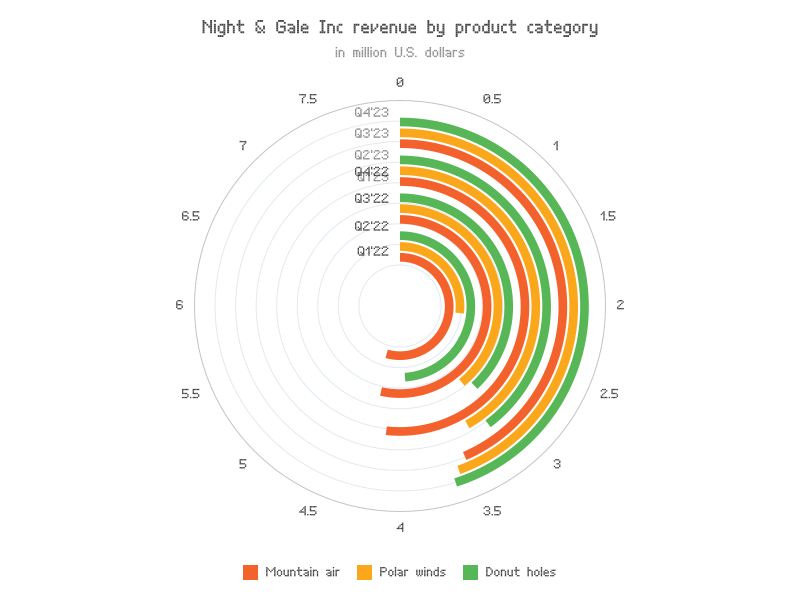 Night & Gale Inc revenue by product category
in million U.S. dollars
0
0.5
1
1.5
2
2.5
3
3.5
4
4.5
5
5.5
6
6.5
7
7.5
Q4'23
Q3'23
Q2'23
Q4'22
Q1'23
Q3'22
Q2'22
Q1'22
Mountain air
Polar winds
Donut holes